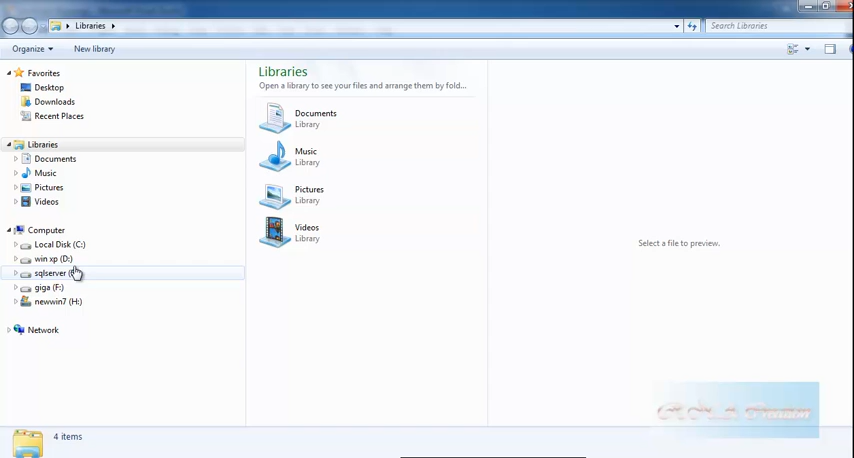 Libraries
Search Libraries
Organize
New library
Favorites
Desktop
Downloads
Recent Places
Libraries
Documents
Music
Pictures
Videos
Computer
Local Disk (C:)
win xp (D:)
sqlserver
giga (F:)
newwin7 (H:)
Network
Libraries
Open a library to see your files and arrange them by fold...
Documents
Library
Music
Library
Pictures
Library
Videos
Library
Select a file to preview.
4 items